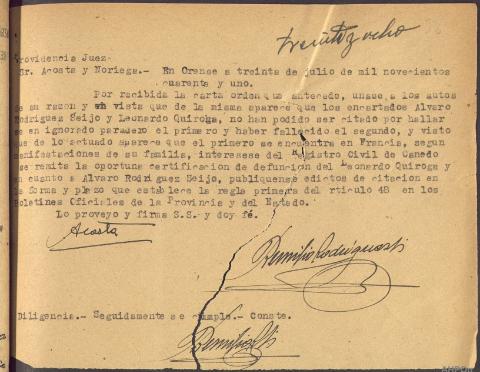 treinta y ocho
Providencia Juez
Sr. Acosta y Noriega.- En Orense a treinta de julio de mil novecientos
cuarenta y uno.
Por recibida la carta orden que antecede, unase a los autos
de su razon y en vista que de la misma aparece que los encartados Alvaro
Rodriguez Seijo y Leonardo Quiroga, no han podido ser citado por hallar
se en ignorado paradero el primero y haber fallecido el segundo, y visto
que de lo actuado aparece que el primero se encuentra en Francia, segun
manifestaciones de su familia, interesese del Registro Civil de Canedo
se remita la oportuna certificacion de defuncion del Leonardo Quiroga y
en cuanto a Alvaro Rodriguez Seijo, publiquense edictos de citacion en
la forma y plazo que establece la regla primera del rticulo 48 en los
Boletines Oficiales de la Provincia y del Estado.
Lo proveyo y firma S.S. y doy fé.
Acosta
Diligencia.- Seguidamente se cumple.- Conste.